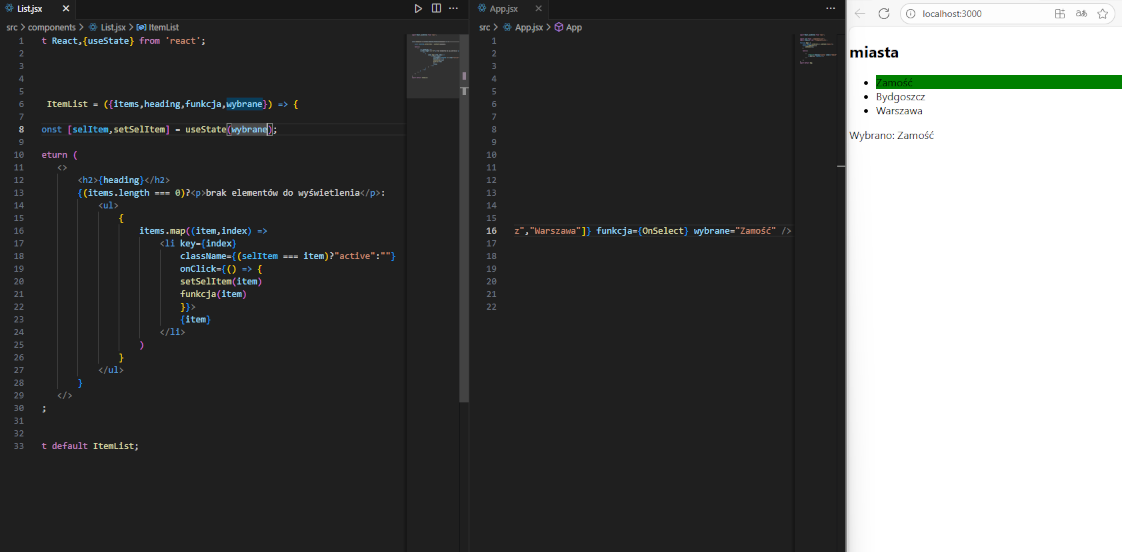 List.jsx
src > components > List.jsx > ItemList
1 t React,{useState} from 'react';
2
3
4
5
6 ItemList = ({items,heading,funkcja,wybrane}) => {
7
8 onst [selItem,setSelItem] = useState(wybrane);
9
10 eturn (
11 <>
12 <h2>{heading}</h2>
13 {(items.length === 0)?<p>brak elementów do wyświetlenia</p>:
14 <ul>
15 {
16 items.map((item,index) =>
17 <li key={index}
18 className={(selItem === item)?"active":""}
19 onClick={() => {
20 setSelItem(item)
21 funkcja(item)
22 }}>
23 {item}
24 </li>
25 )
26 }
27 </ul>
28 }
29 </>
30 ;
31
32
33 t default ItemList;
App.jsx
src > App.jsx > App
1
2
3
4
5
6
7
8
9
10
11
12
13
14
15
16 z","Warszawa"]} funkcja={OnSelect} wybrane="Zamość" />
17
18
19
20
21
22
localhost:3000
miasta
Zamość
Bydgoszcz
Warszawa
Wybrano: Zamość